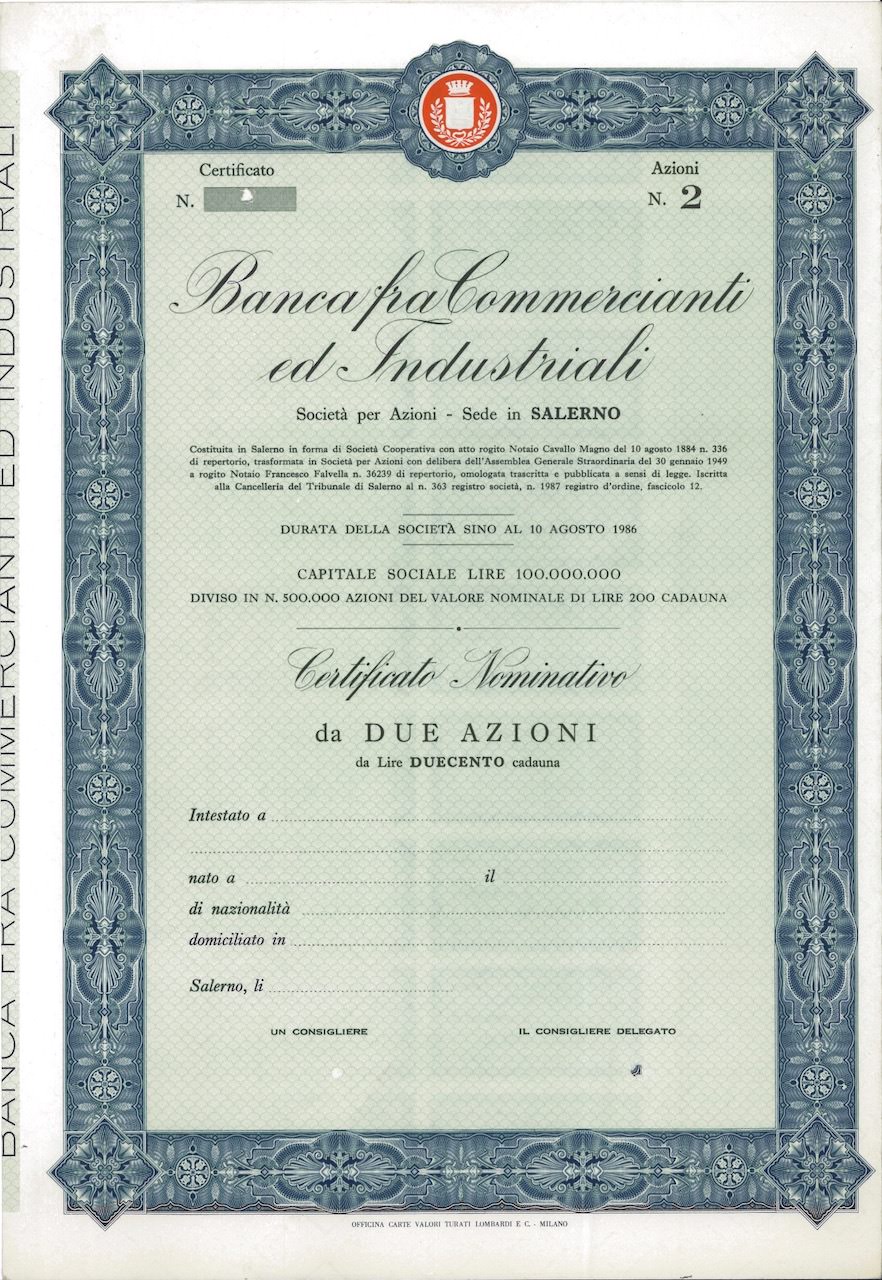 Certificato
N.
Azioni
N. 2
Banca fra Commercianti
ed Industriali
Società per Azioni - Sede in SALERNO
Costituita in Salerno in forma di Società Cooperativa con atto rogito Notaio Cavallo Magno del 10 agosto 1884 n. 336
di repertorio, trasformata in Società per Azioni con delibera dell'Assemblea Generale Straordinaria del 30 gennaio 1949
a rogito Notaio Francesco Falvella n. 36239 di repertorio, omologata trascritta e pubblicata a sensi di legge. Iscritta
alla Cancelleria del Tribunale di Salerno al n. 363 registro società, n. 1987 registro d'ordine, fascicolo 12.
DURATA DELLA SOCIETÀ SINO AL 10 AGOSTO 1986
CAPITALE SOCIALE LIRE 100.000.000
DIVISO IN N. 500.000 AZIONI DEL VALORE NOMINALE DI LIRE 200 CADAUNA
Certificato Nominativo
da DUE AZIONI
da Lire DUECENTO cadauna
Intestato a
nato a il
di nazionalità
domiciliato in
Salerno, li
UN CONSIGLIERE IL CONSIGLIERE DELEGATO
OFFICINA CARTE VALORI TURATI LOMBARDI E C. - MILANO
BANCA FRA COMMERCIANTI ED INDUSTRIALI